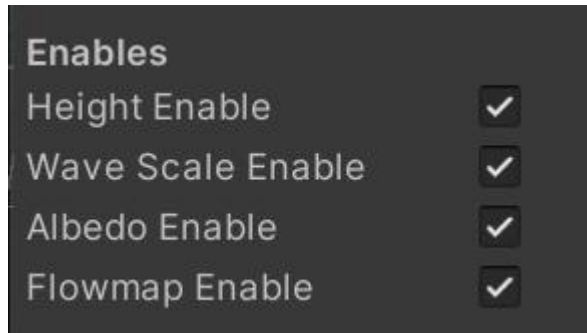 Enables
Height Enable
Wave Scale Enable
Albedo Enable
Flowmap Enable